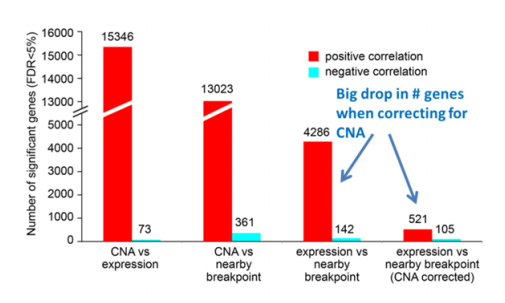 Number of significant genes (FDR<5%)
16000
15000
14000
13000
5000
4000
3000
2000
1000
0
15346
73
13023
361
4286
142
521
105
positive correlation
negative correlation
Big drop in # genes
when correcting for
CNA
CNA vs
expression
CNA vs
nearby
breakpoint
expression vs
nearby
breakpoint
expression vs
nearby breakpoint
(CNA corrected)